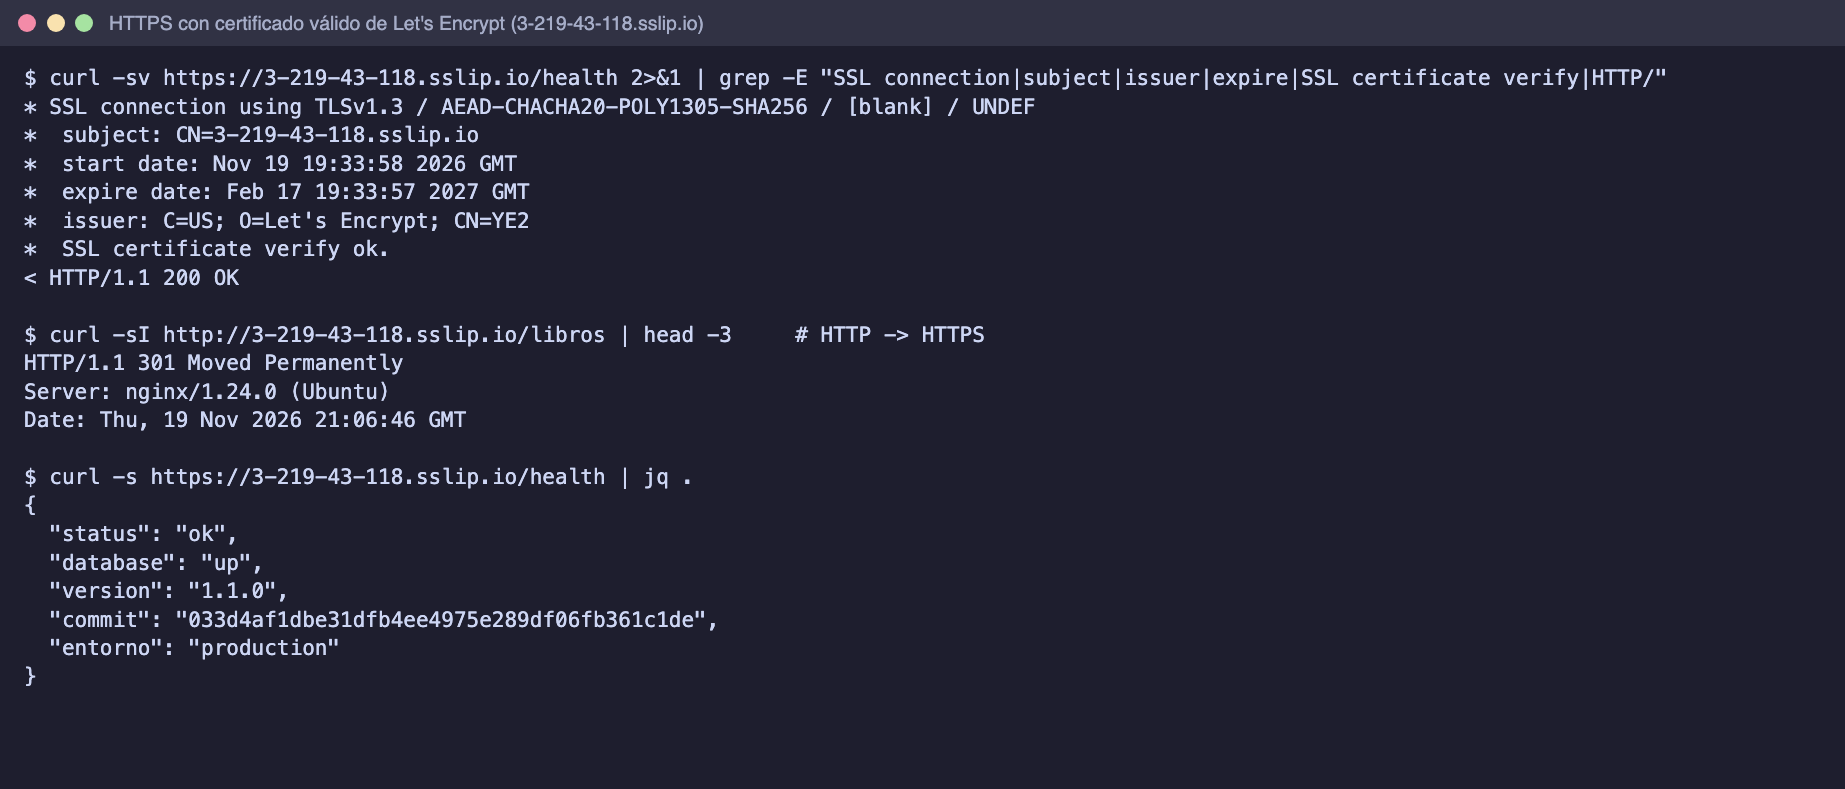 HTTPS con certificado válido de Let's Encrypt (3-219-43-118.sslip.io)
$ curl -sv https://3-219-43-118.sslip.io/health 2>&1 | grep -E "SSL connection|subject|issuer|expire|SSL certificate verify|HTTP/"
* SSL connection using TLSv1.3 / AEAD-CHACHA20-POLY1305-SHA256 / [blank] / UNDEF
*  subject: CN=3-219-43-118.sslip.io
*  start date: Nov 19 19:33:58 2026 GMT
*  expire date: Feb 17 19:33:57 2027 GMT
*  issuer: C=US; O=Let's Encrypt; CN=YE2
*  SSL certificate verify ok.
< HTTP/1.1 200 OK
$ curl -sI http://3-219-43-118.sslip.io/libros | head -3     # HTTP -> HTTPS
HTTP/1.1 301 Moved Permanently
Server: nginx/1.24.0 (Ubuntu)
Date: Thu, 19 Nov 2026 21:06:46 GMT
$ curl -s https://3-219-43-118.sslip.io/health | jq .
{
  "status": "ok",
  "database": "up",
  "version": "1.1.0",
  "commit": "033d4af1dbe31dfb4ee4975e289df06fb361c1de",
  "entorno": "production"
}